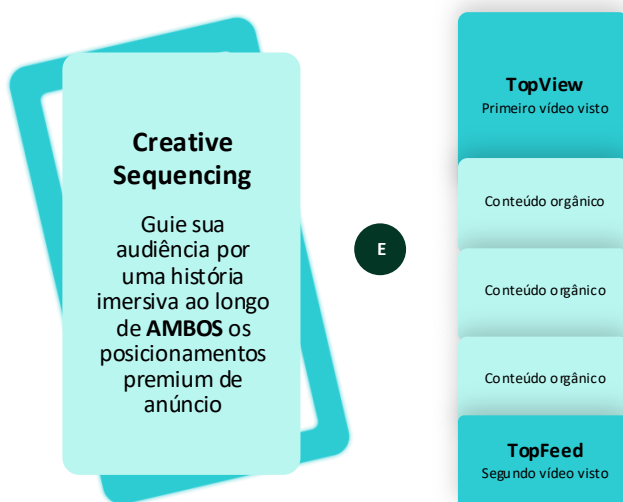 Creative
Sequencing
Guie sua
audiência por
uma história
imersiva ao longo
de AMBOS os
posicionamentos
premium de
anúncio
E
TopView
Primeiro vídeo visto
Conteúdo orgânico
Conteúdo orgânico
Conteúdo orgânico
TopFeed
Segundo vídeo visto